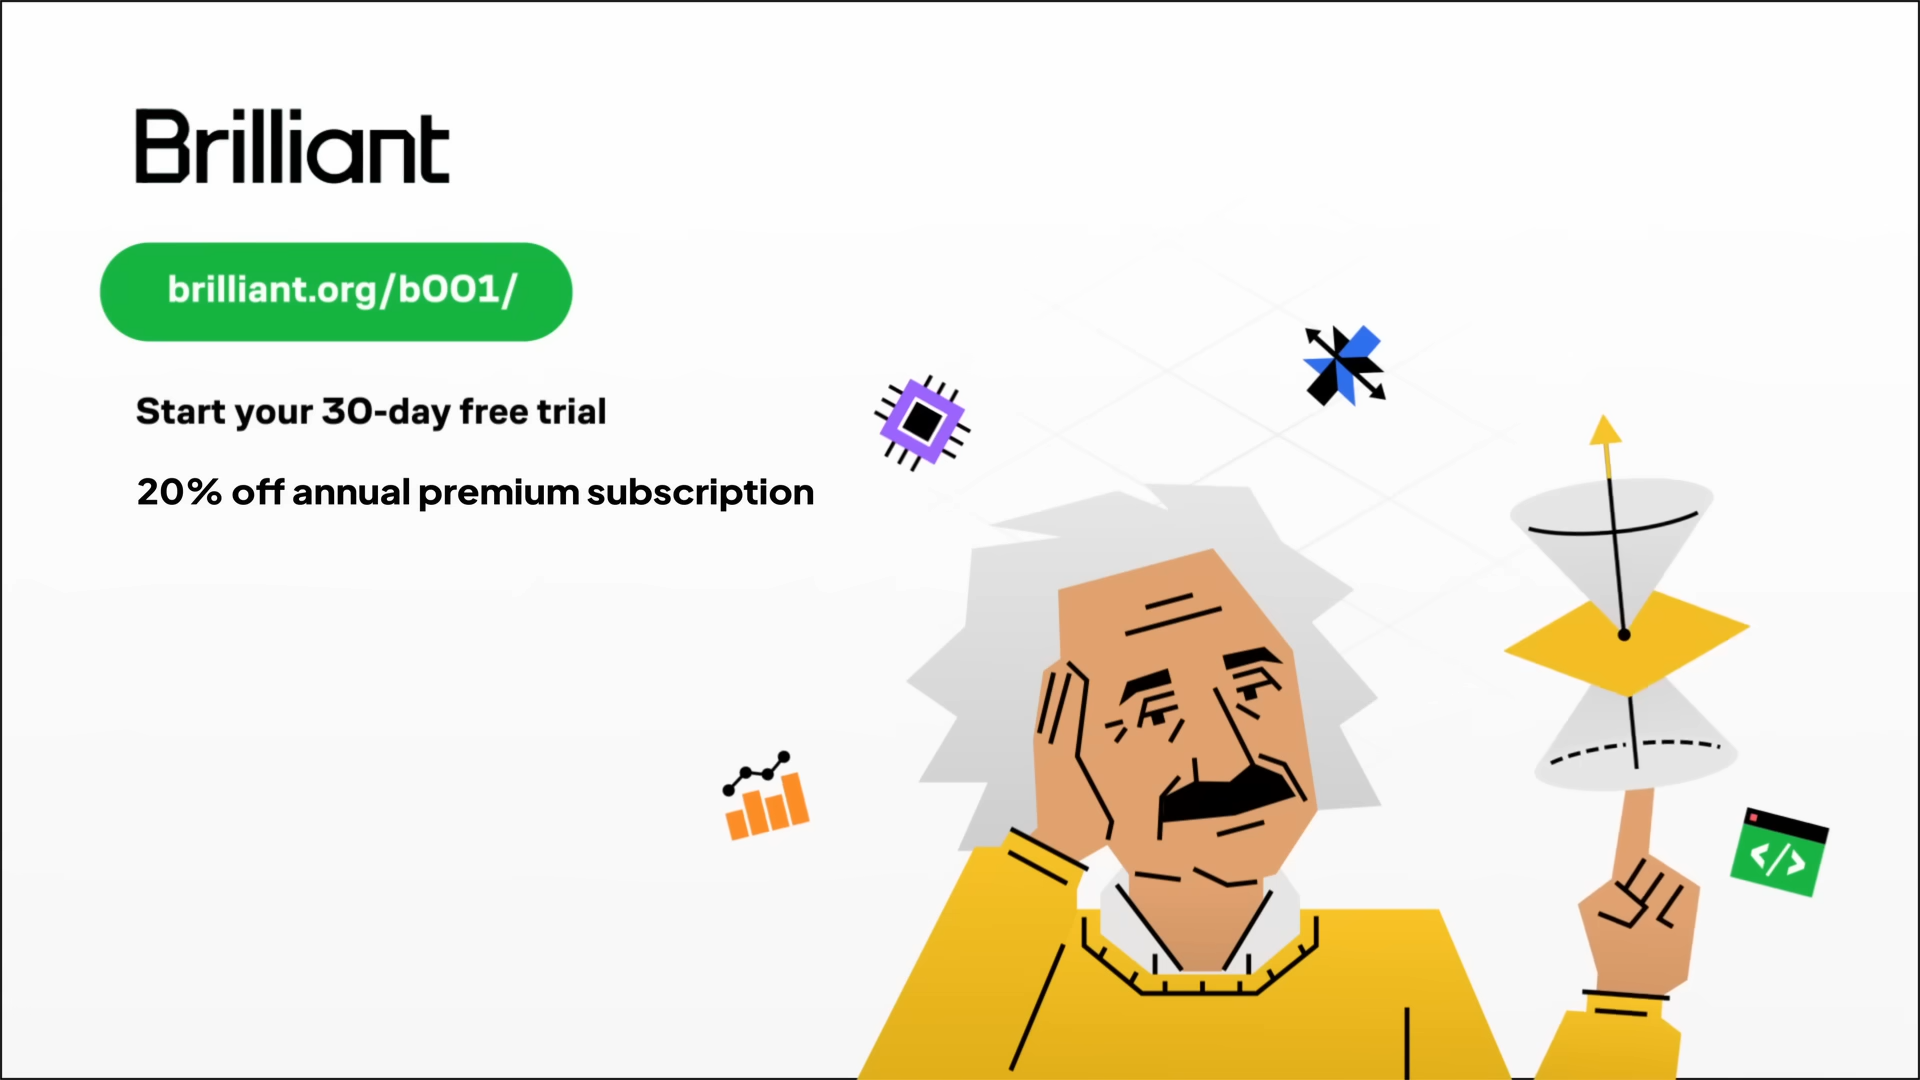 Brilliant
brilliant.org/b001/
Start your 30-day free trial
20% off annual premium subscription
</>